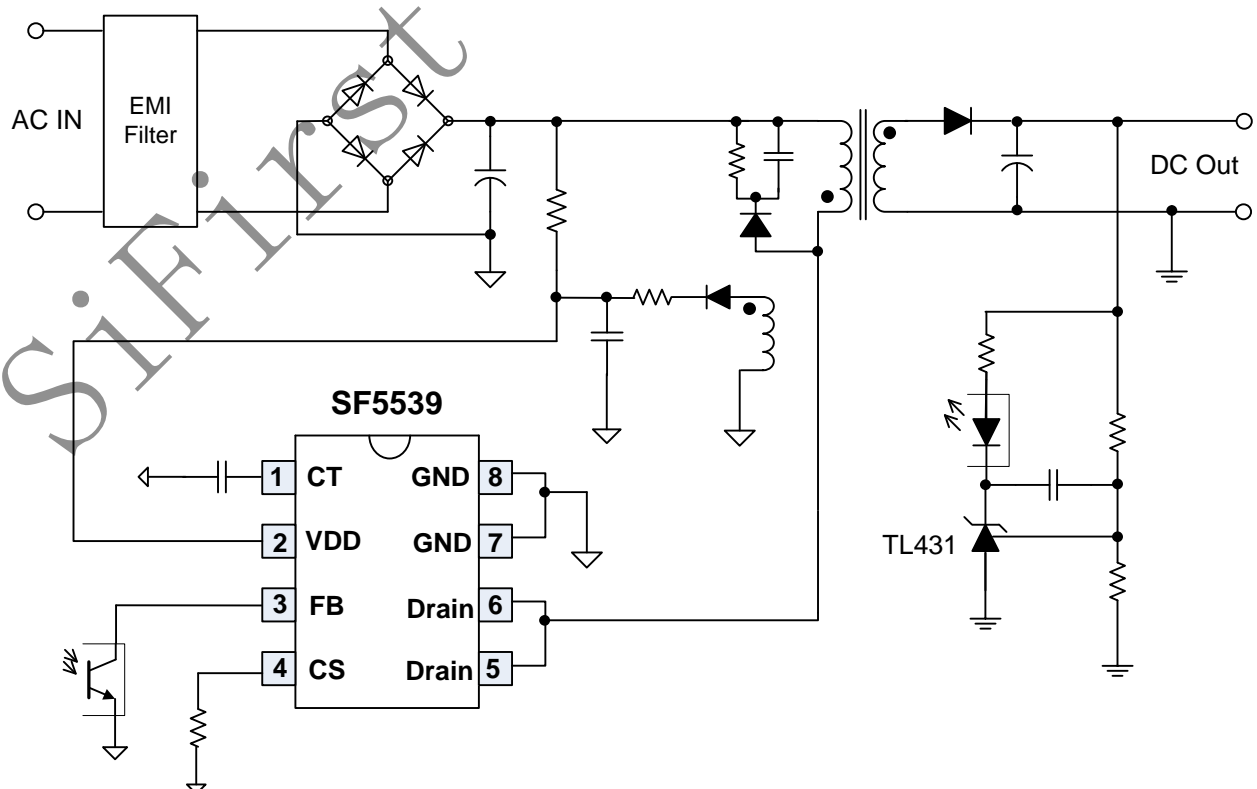 AC IN
EMI
Filter
DC Out
SiFirst
SF5539
1 CT GND 8
2 VDD GND 7
3 FB Drain 6
4 CS Drain 5
TL431